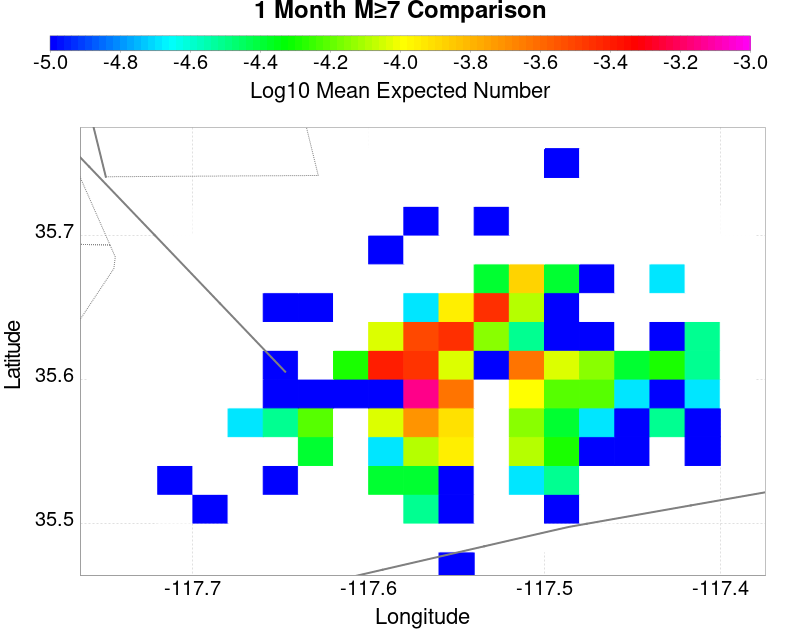 1 Month M≥7 Comparison
-5.0 -4.8 -4.6 -4.4 -4.2 -4.0 -3.8 -3.6 -3.4 -3.2 -3.0
Log10 Mean Expected Number
35.7
35.6
35.5
Latitude
-117.7 -117.6 -117.5 -117.4
Longitude